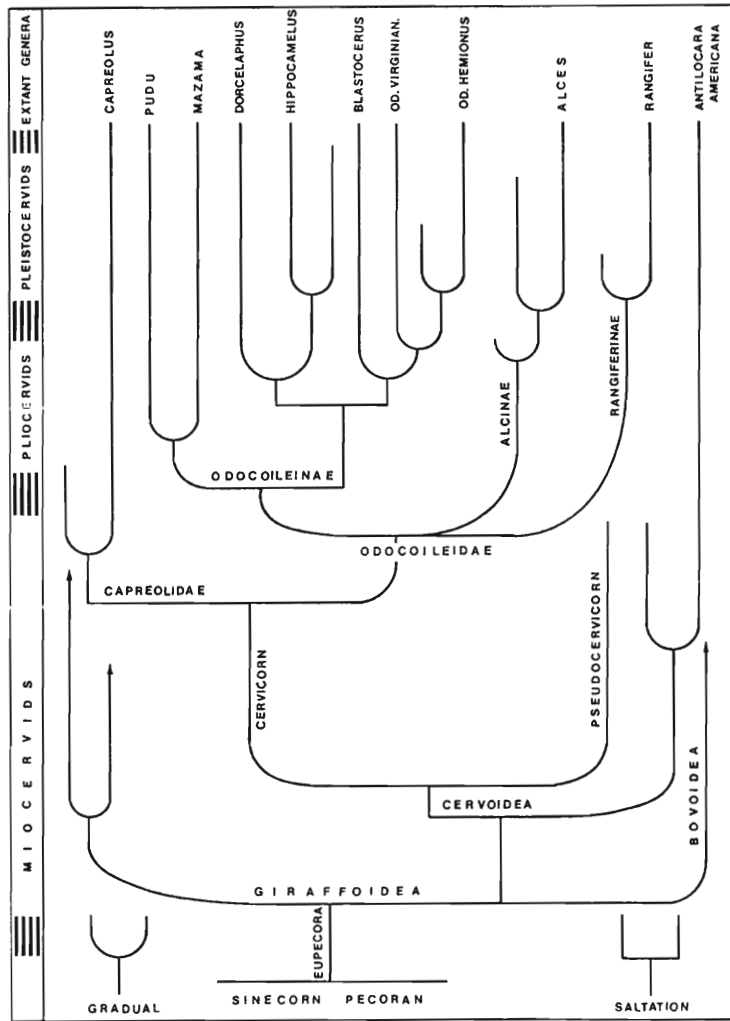 EXTANT GENERA
PLEISTOCERVIDS
PLIOCERVIDS
MIOCERVIDS
CAPREOLUS
PUDU
MAZAMA
DORCELAPHUS
HIPPOCAMELUS
BLASTOCERUS
OD. VIRGINIAN.
OD. HEMIONUS
ALCES
RANGIFER
ANTILOCARA
AMERICANA
ALCINAE
RANGIFERINAE
ODOCOILEINAE
ODOCOILEIDAE
CAPREOLIDAE
CERVICORN
PSEUDOCERVICORN
CERVOIDEA
BOVOIDEA
GIRAFFOIDEA
EUPECORA
SINECORN PECORAN
GRADUAL
SALTATION